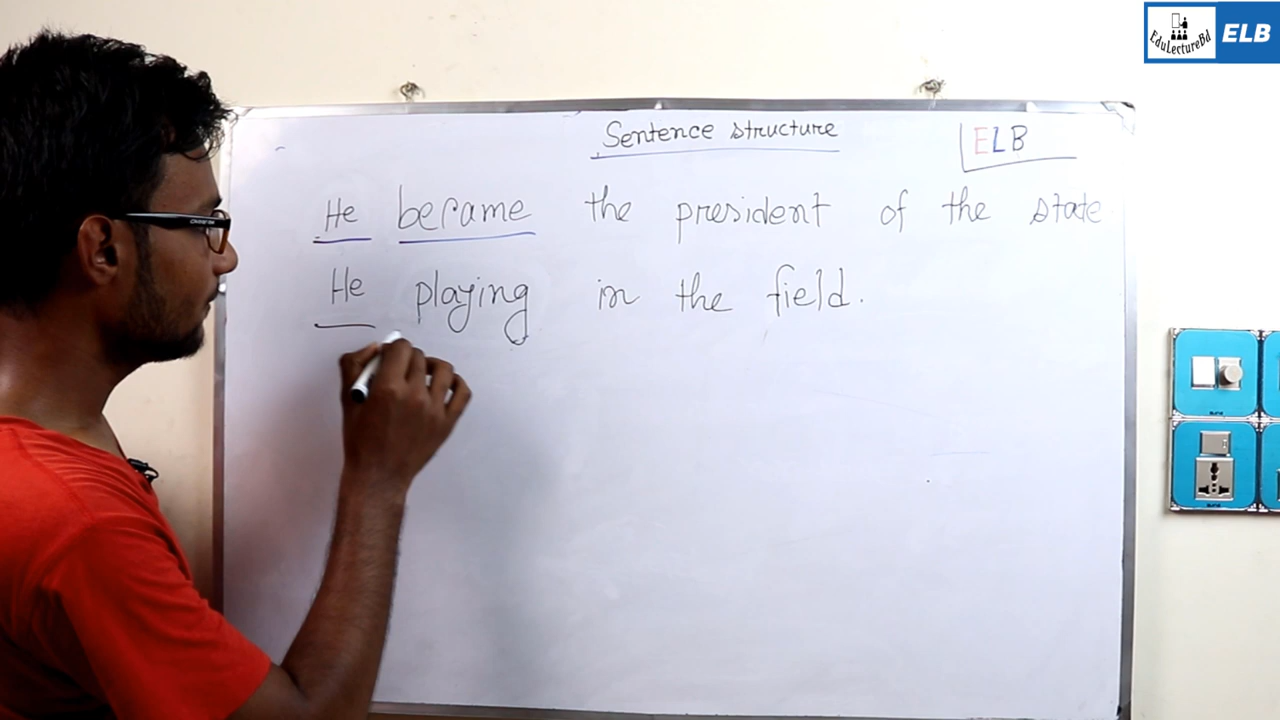 EduLectureBd ELB
Sentence structure
ELB
He became the president of the state.
He playing in the field.